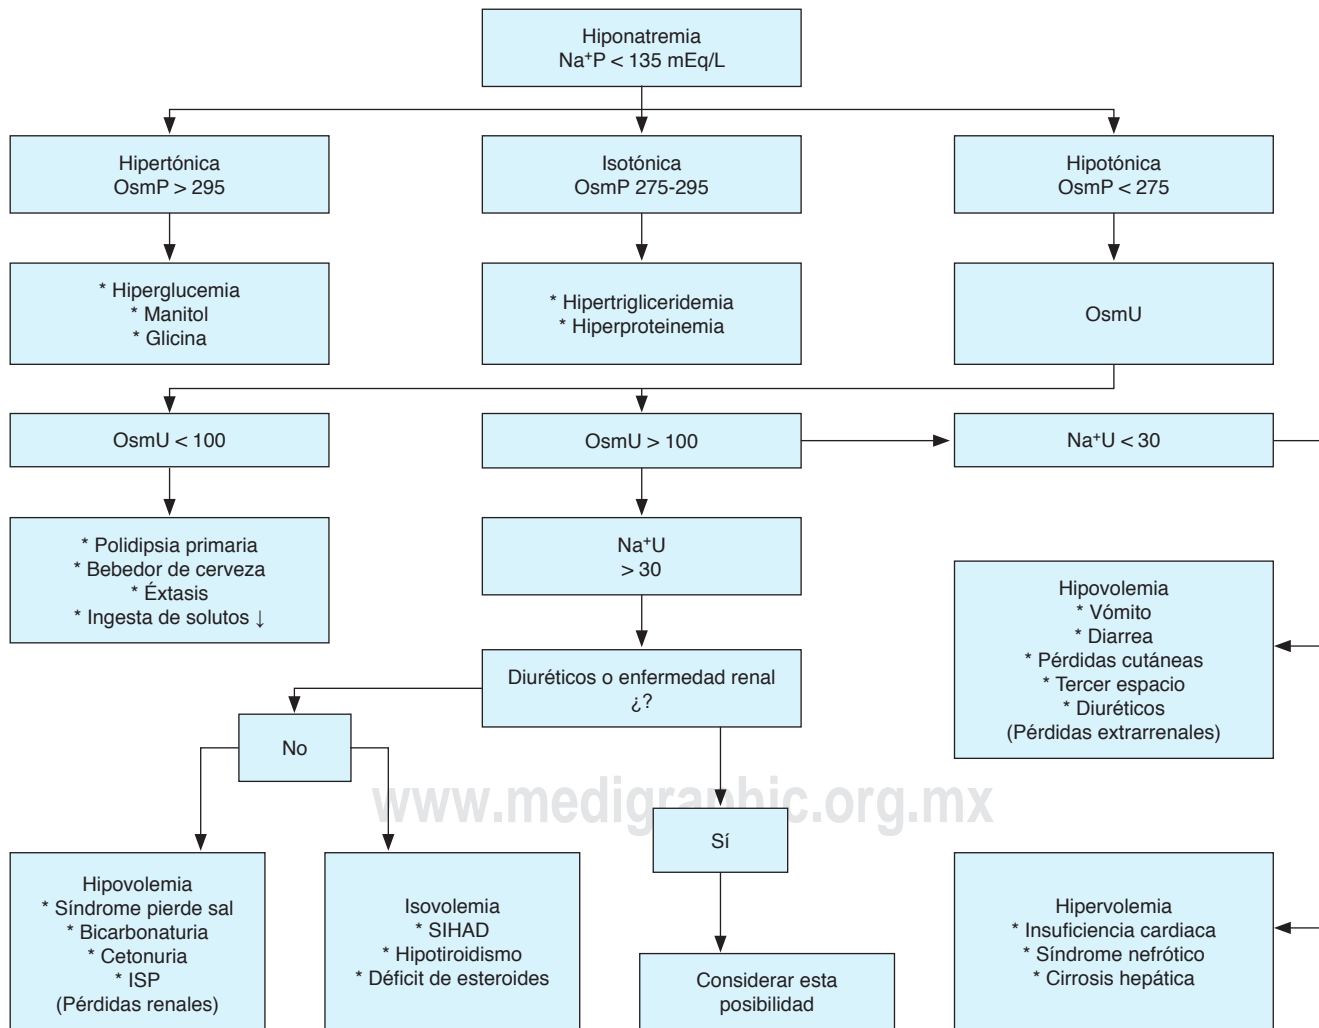 Hiponatremia
Na⁺P < 135 mEq/L
Hipertónica
OsmP > 295
Isotónica
OsmP 275-295
Hipotónica
OsmP < 275
* Hiperglucemia
* Manitol
* Glicina
* Hipertrigliceridemia
* Hiperproteinemia
OsmU
OsmU < 100
OsmU > 100
Na⁺U < 30
* Polidipsia primaria
* Bebedor de cerveza
* Éxtasis
* Ingesta de solutos ↓
Na⁺U
> 30
Hipovolemia
* Vómito
* Diarrea
* Pérdidas cutáneas
* Tercer espacio
* Diuréticos
(Pérdidas extrarrenales)
Diuréticos o enfermedad renal
¿?
No
www.medigraphic.org.mx
Sí
Hipovolemia
* Síndrome pierde sal
* Bicarbonaturia
* Cetonuria
* ISP
(Pérdidas renales)
Isovolemia
* SIHAD
* Hipotiroidismo
* Déficit de esteroides
Considerar esta
posibilidad
Hipervolemia
* Insuficiencia cardiaca
* Síndrome nefrótico
* Cirrosis hepática